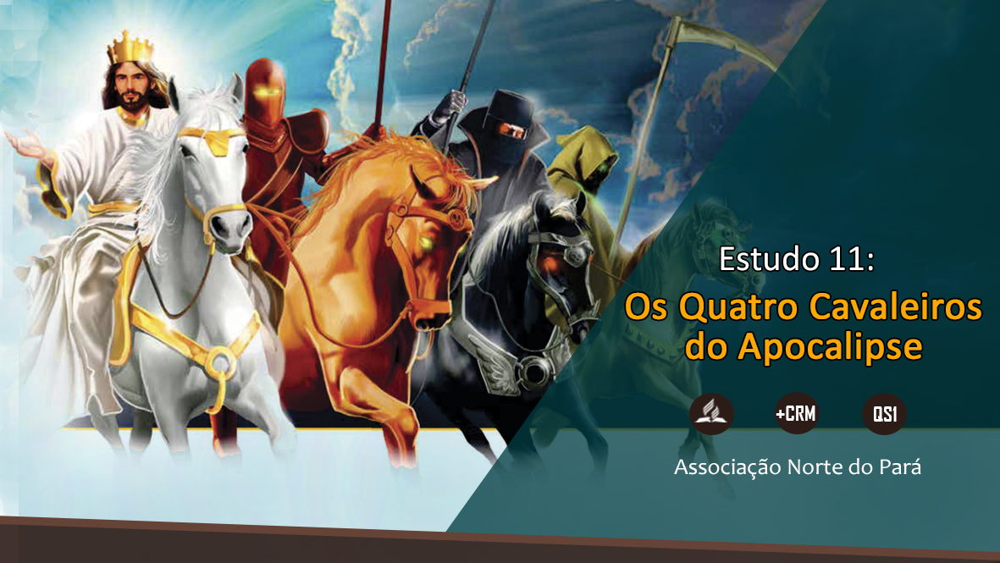 Estudo 11:
Os Quatro Cavaleiros
do Apocalipse
+CRM
QS1
Associação Norte do Pará